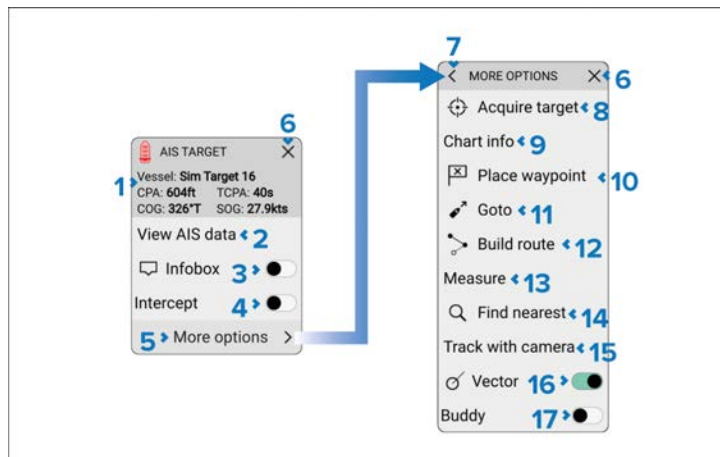 AIS TARGET
6
1 Vessel: Sim Target 16
CPA: 604ft TCPA: 40s
COG: 326°T SOG: 27.9kts
View AIS data 2
Infobox 3
Intercept 4
5 More options >
7
< MORE OPTIONS X 6
Acquire target 8
Chart info 9
Place waypoint 10
Goto 11
Build route 12
Measure 13
Find nearest 14
Track with camera 15
Vector 16
Buddy 17